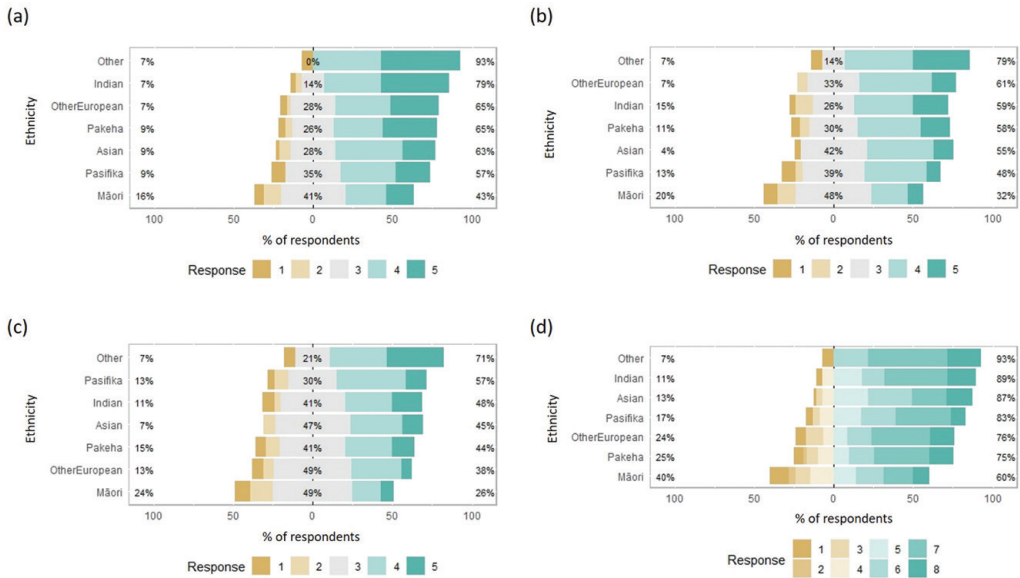 (a)
Ethnicity
Other 7% 0% 93%
Indian 7% 14% 79%
OtherEuropean 7% 28% 65%
Pakeha 9% 26% 65%
Asian 9% 28% 63%
Pasifika 9% 35% 57%
Māori 16% 41% 43%
100 50 0 50 100
% of respondents
Response 1 2 3 4 5
(b)
Ethnicity
Other 7% 14% 79%
OtherEuropean 7% 33% 61%
Indian 15% 26% 59%
Pakeha 11% 30% 58%
Asian 4% 42% 55%
Pasifika 13% 39% 48%
Māori 20% 48% 32%
100 50 0 50 100
% of respondents
Response 1 2 3 4 5
(c)
Ethnicity
Other 7% 21% 71%
Pasifika 13% 30% 57%
Indian 11% 41% 48%
Asian 7% 47% 45%
Pakeha 15% 41% 44%
OtherEuropean 13% 49% 38%
Māori 24% 49% 26%
100 50 0 50 100
% of respondents
Response 1 2 3 4 5
(d)
Ethnicity
Other 7% 93%
Indian 11% 89%
Asian 13% 87%
Pasifika 17% 83%
OtherEuropean 24% 76%
Pakeha 25% 75%
Māori 40% 60%
100 50 0 50 100
% of respondents
Response
1 3 5 7
2 4 6 8